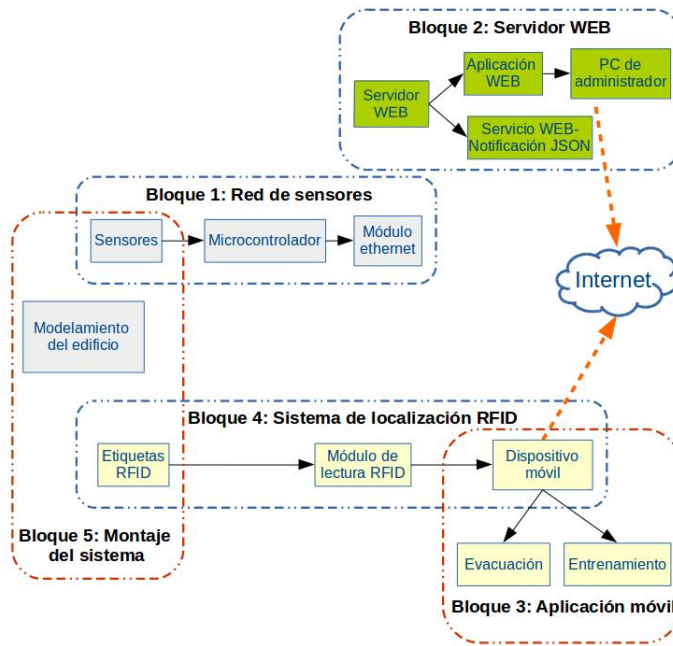 Bloque 2: Servidor WEB
Servidor
WEB
Aplicación
WEB
PC de
administrador
Servicio WEB-
Notificación JSON
Bloque 1: Red de sensores
Sensores
Microcontrolador
Módulo
ethernet
Internet
Modelamiento
del edificio
Bloque 4: Sistema de localización RFID
Etiquetas
RFID
Módulo de
lectura RFID
Dispositivo
móvil
Bloque 5: Montaje
del sistema
Evacuación
Entrenamiento
Bloque 3: Aplicación móvil